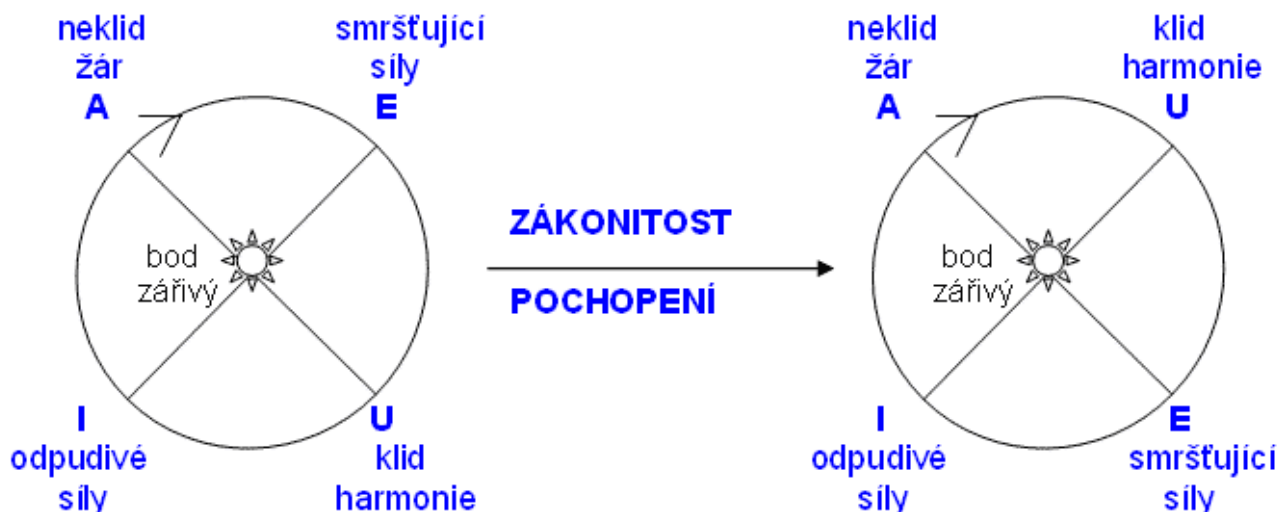 neklid
žár
A
smršťující
síly
E
bod
zářivý
I
odpudivé
síly
U
klid
harmonie
ZÁKONITOST
POCHOPENÍ
neklid
žár
A
klid
harmonie
U
bod
zářivý
I
odpudivé
síly
E
smršťující
síly